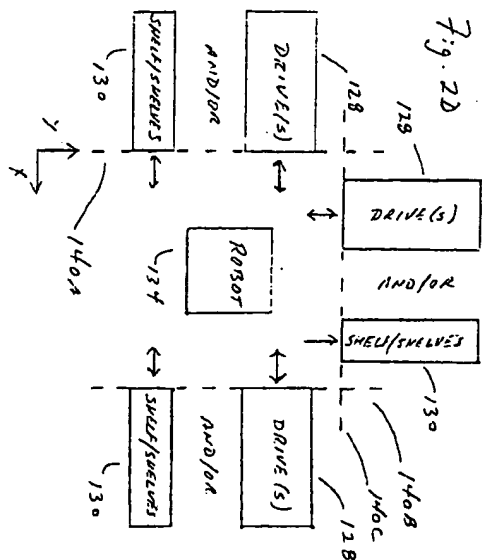 Fig. 2D
128
DRIVE(S)
AND/OR
SHELF/SHELVES
130
128
DRIVE(S)
AND/OR
SHELF/SHELVES
130
Y
X
140A
ROBOT
134
140B
140C
DRIVE(S)
128
AND/OR
SHELF/SHELVES
130